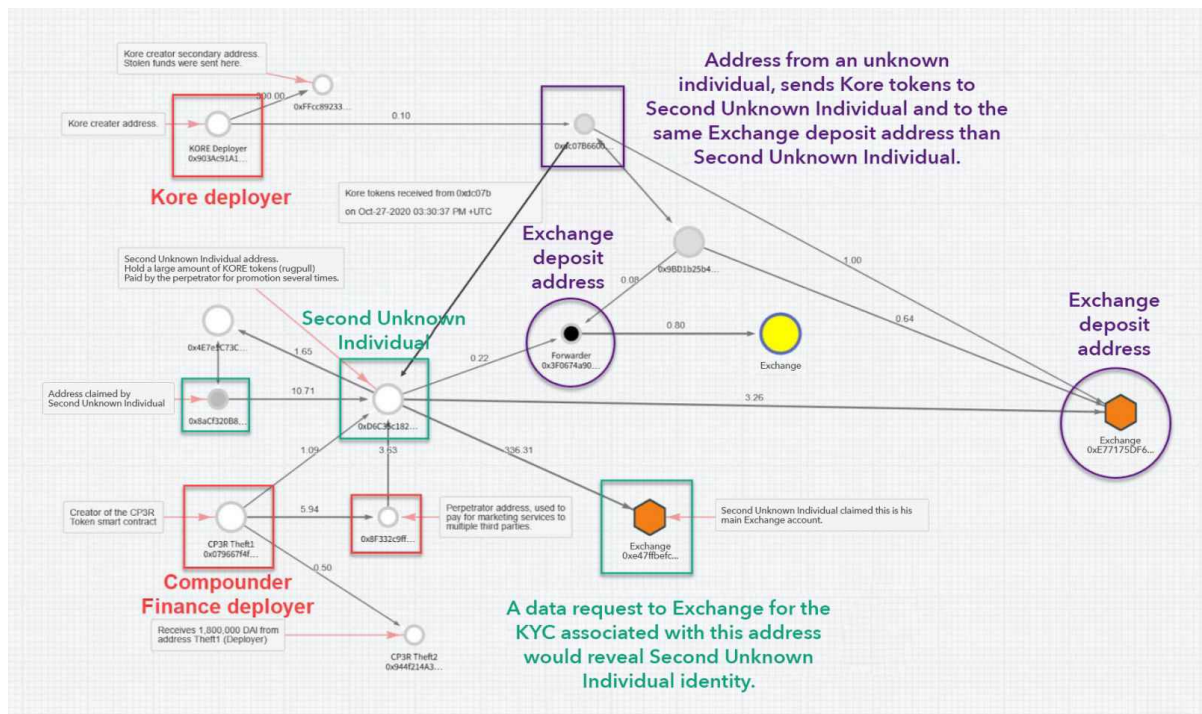 Kore creator secondary address.
Stolen funds were sent here.
0xFFcc89233...
300.00
Kore creater address.
KORE Deployer
0x903Ac91A1...
Kore deployer
0.10
0xdc07B6600...
Address from an unknown
individual, sends Kore tokens to
Second Unknown Individual and to the
same Exchange deposit address than
Second Unknown Individual.
Kore tokens received from 0xdc07b
on Oct-27-2020 03:30:37 PM +UTC
Second Unknown Individual address.
Hold a large amount of KORE tokens (rugpull)
Paid by the perpetrator for promotion several times.
Exchange
deposit
address
0x9BD1b25b4...
0.08
1.00
0.64
Second Unknown
Individual
0x4E7e9C73C...
1.65
0.22
Forwarder
0x3F0674a90...
0.80
Exchange
Exchange
deposit
address
Address claimed by
Second Unknown Individual
0x8aCf320B8...
10.71
3.26
Exchange
0xE77175DF6...
1.09
3.63
336.31
Creator of the CP3R
Token smart contract
CP3R Theft1
0x079667f4f...
5.94
0x8F332c9ff...
Perpetrator address, used to
pay for marketing services to
multiple third parties.
Exchange
0xe47ffbefc...
Second Unknown Individual claimed this is his
main Exchange account.
0.50
Compounder
Finance deployer
Receives 1,800,000 DAI from
address Theft1 (Deployer)
CP3R Theft2
0x944f214A3...
A data request to Exchange for the
KYC associated with this address
would reveal Second Unknown
Individual identity.